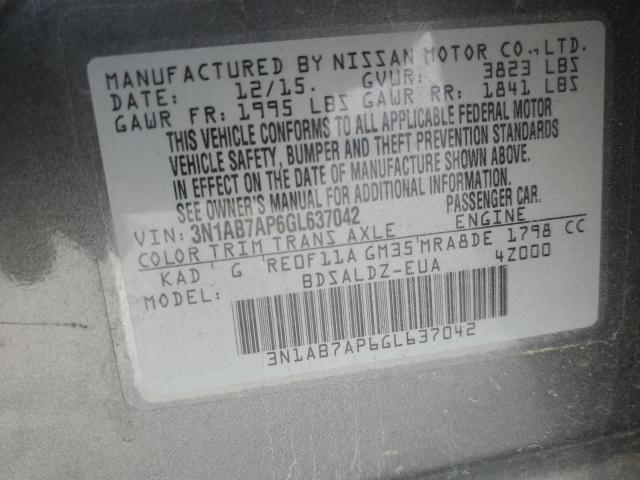 MANUFACTURED BY NISSAN MOTOR CO., LTD.
DATE: 12/15. GVWR: 3823 LBS
GAWR FR: 1995 LBS GAWR RR: 1841 LBS
THIS VEHICLE CONFORMS TO ALL APPLICABLE FEDERAL MOTOR
VEHICLE SAFETY, BUMPER AND THEFT PREVENTION STANDARDS
IN EFFECT ON THE DATE OF MANUFACTURE SHOWN ABOVE.
SEE OWNER'S MANUAL FOR ADDITIONAL INFORMATION.
VIN: 3N1AB7AP6GL637042 PASSENGER CAR.
COLOR TRIM TRANS AXLE ENGINE
KAD ' G ' RE0F11A GM35'MRA8DE 1798 CC
MODEL: BDSALDZ-EUA 4Z000
3N1AB7AP6GL637042